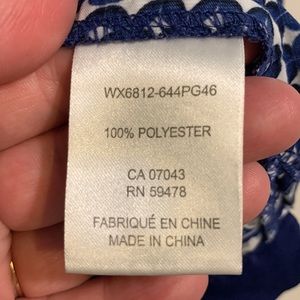 WX6812-644PG46
100% POLYESTER
CA 07043
RN 59478
FABRIQUÉ EN CHINE
MADE IN CHINA